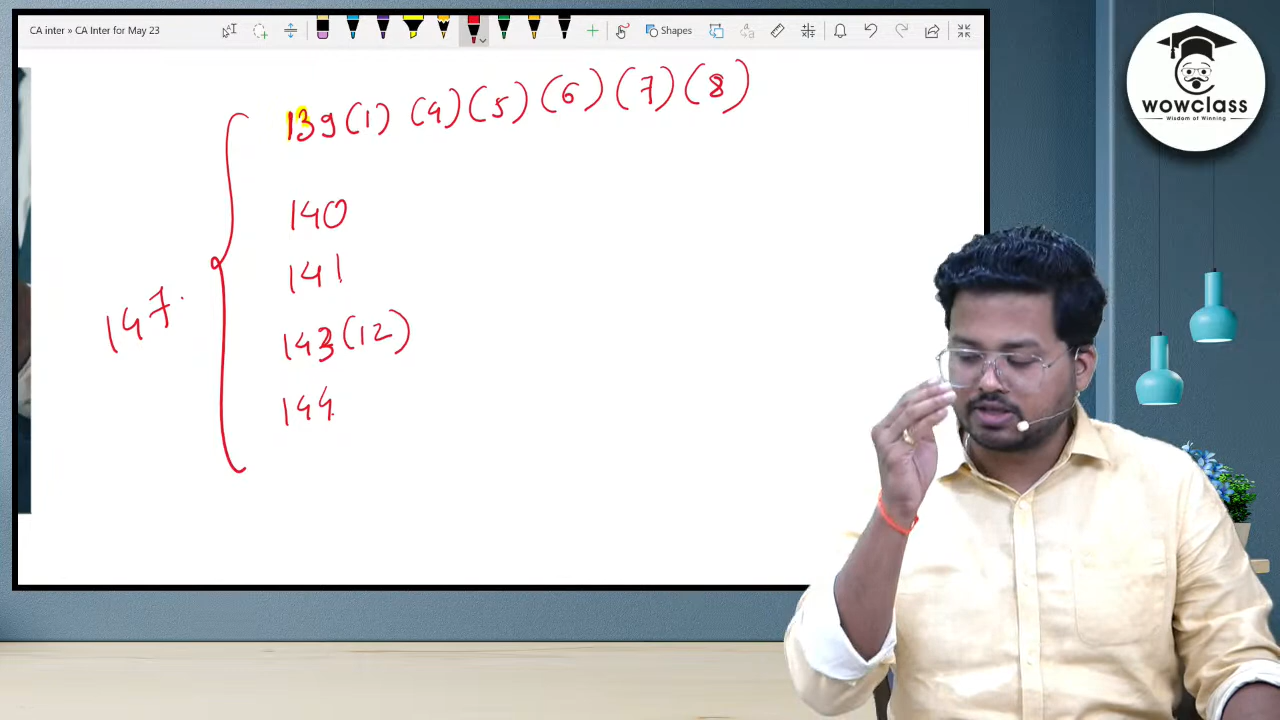 CA inter » CA Inter for May 23
Shapes
wowclass
Wisdom of Winning
139(1) (4) (5) (6) (7) (8)
140
141
143(12)
144
147.